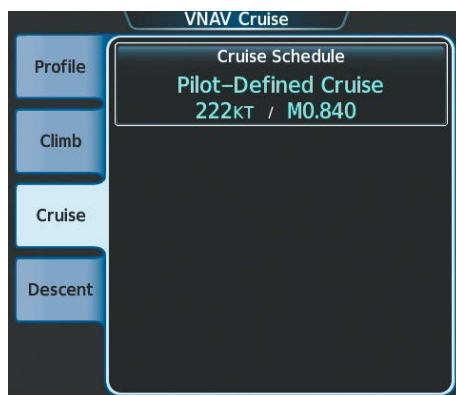 VNAV Cruise
Profile
Cruise Schedule
Pilot–Defined Cruise
222KT / M0.840
Climb
Cruise
Descent